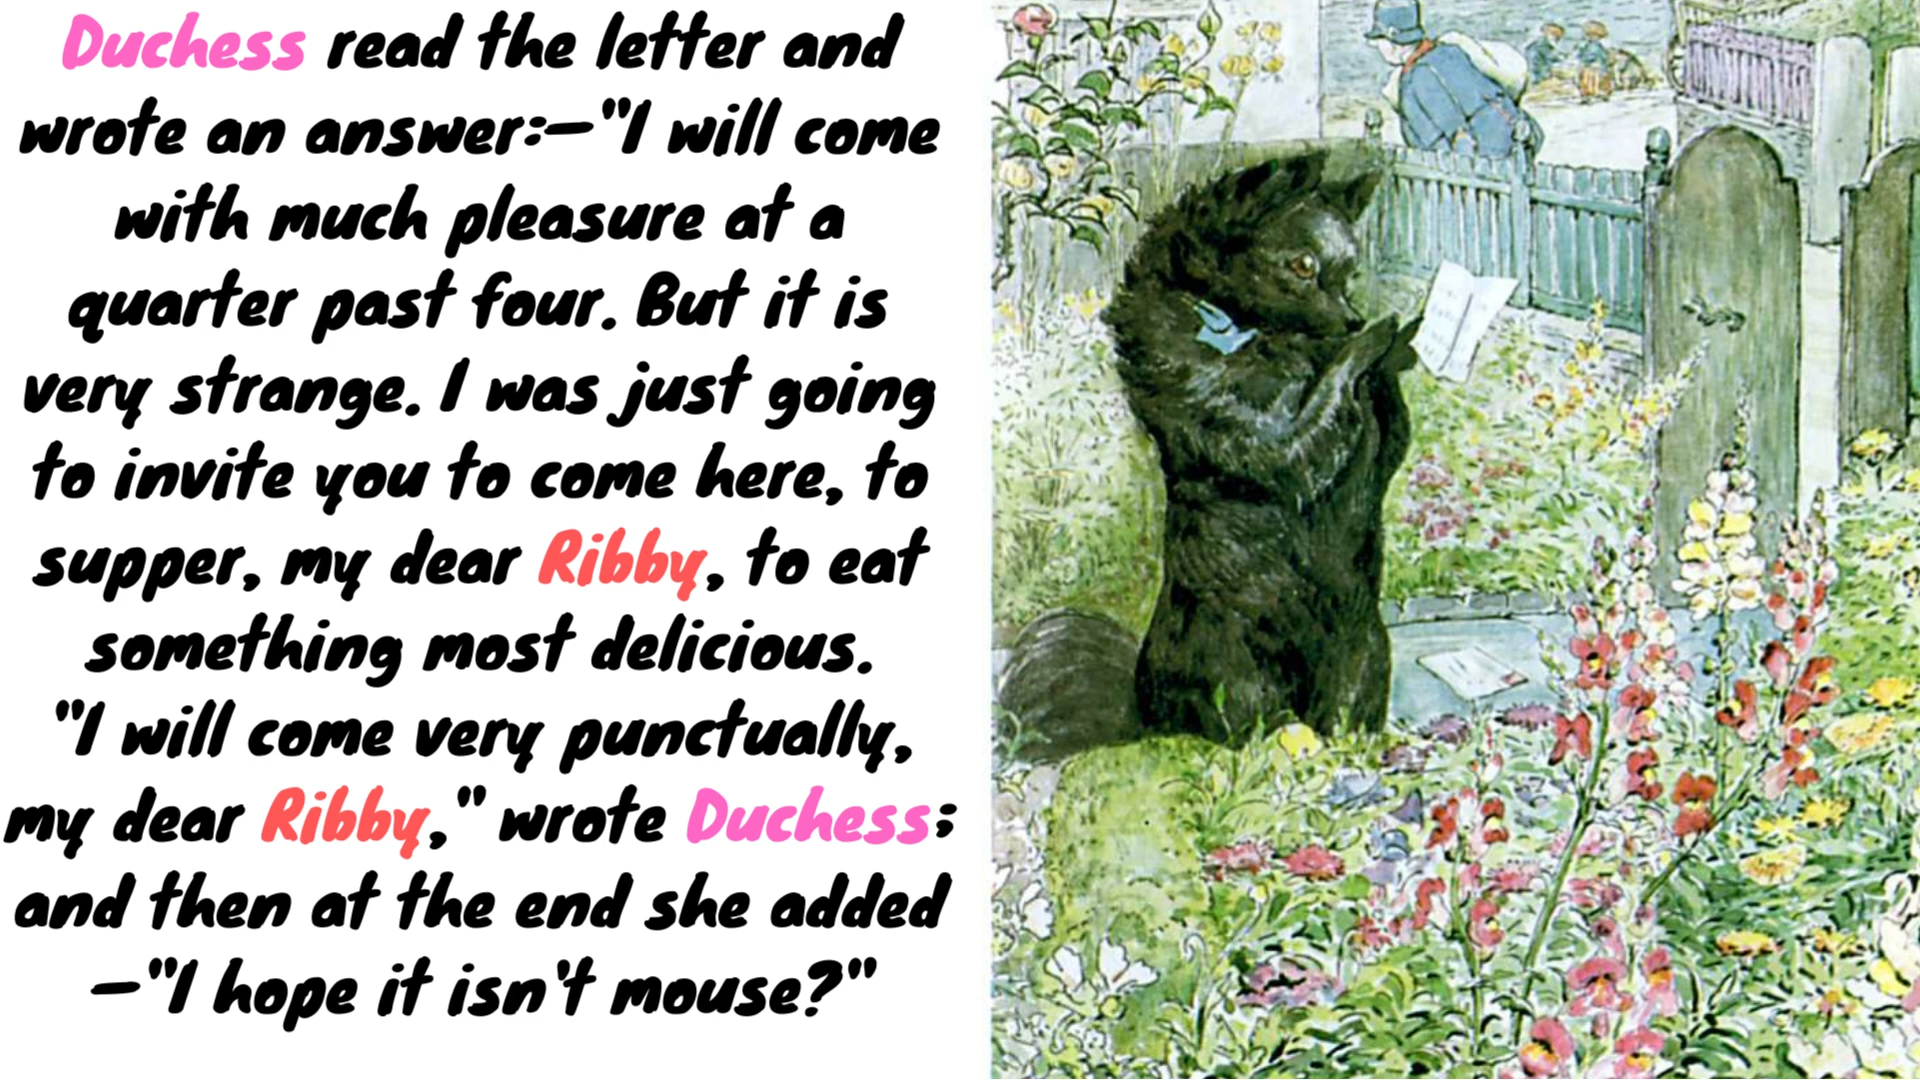 Duchess read the letter and
wrote an answer:—"I will come
with much pleasure at a
quarter past four. But it is
very strange. I was just going
to invite you to come here, to
supper, my dear Ribby, to eat
something most delicious.
"I will come very punctually,
my dear Ribby," wrote Duchess;
and then at the end she added
—"I hope it isn't mouse?"